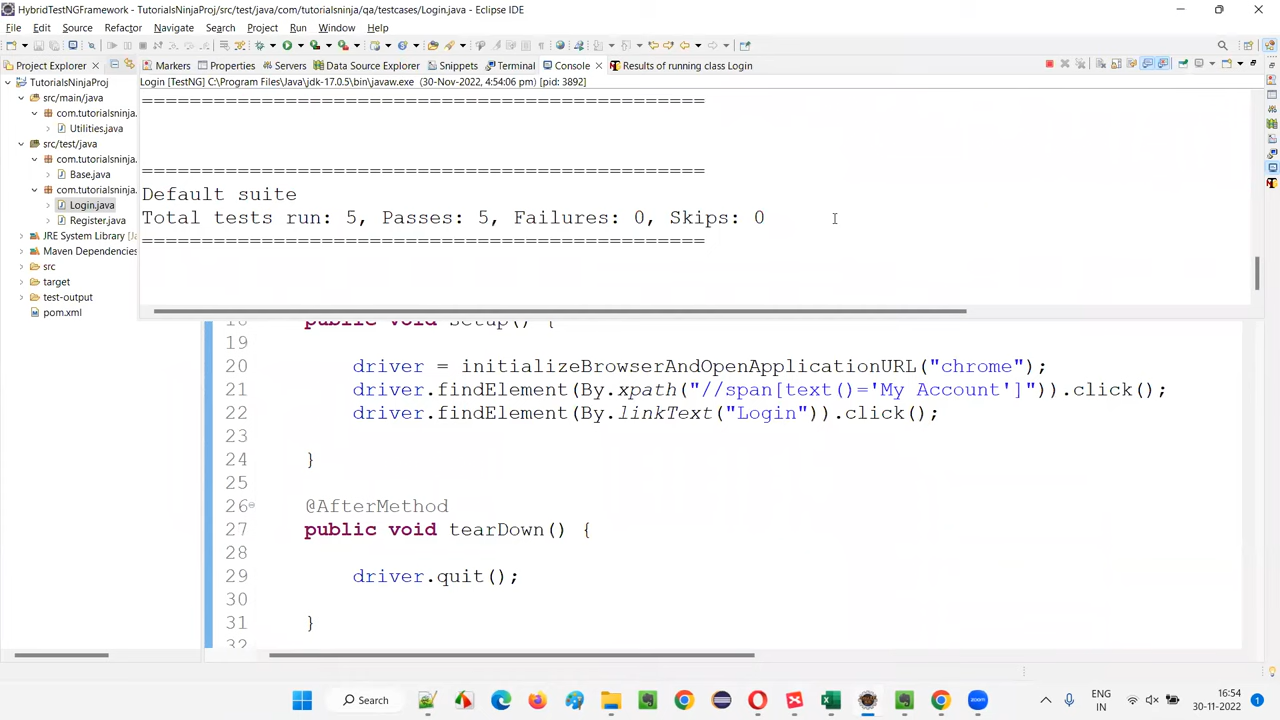 HybridTestNGFramework - TutorialsNinjaProj/src/test/java/com/tutorialsninja/qa/testcases/Login.java - Eclipse IDE
File Edit Source Refactor Navigate Search Project Run Window Help
Project Explorer
Markers Properties Servers Data Source Explorer Snippets Terminal Console Results of running class Login
Login [TestNG] C:\Program Files\Java\jdk-17.0.5\bin\javaw.exe (30-Nov-2022, 4:54:06 pm) [pid: 3892]
TutorialsNinjaProj
src/main/java
com.tutorialsninja.
Utilities.java
src/test/java
com.tutorialsninja.
Base.java
com.tutorialsninja.
Login.java
Register.java
JRE System Library [Ja
Maven Dependencies
src
target
test-output
pom.xml
===============================================
===============================================
Default suite
Total tests run: 5, Passes: 5, Failures: 0, Skips: 0
===============================================
18 public void setup() {
19
20 driver = initializeBrowserAndOpenApplicationURL("chrome");
21 driver.findElement(By.xpath("//span[text()='My Account']")).click();
22 driver.findElement(By.linkText("Login")).click();
23
24 }
25
26 @AfterMethod
27 public void tearDown() {
28
29 driver.quit();
30
31 }
32
Search
ENG
IN
16:54
30-11-2022
1